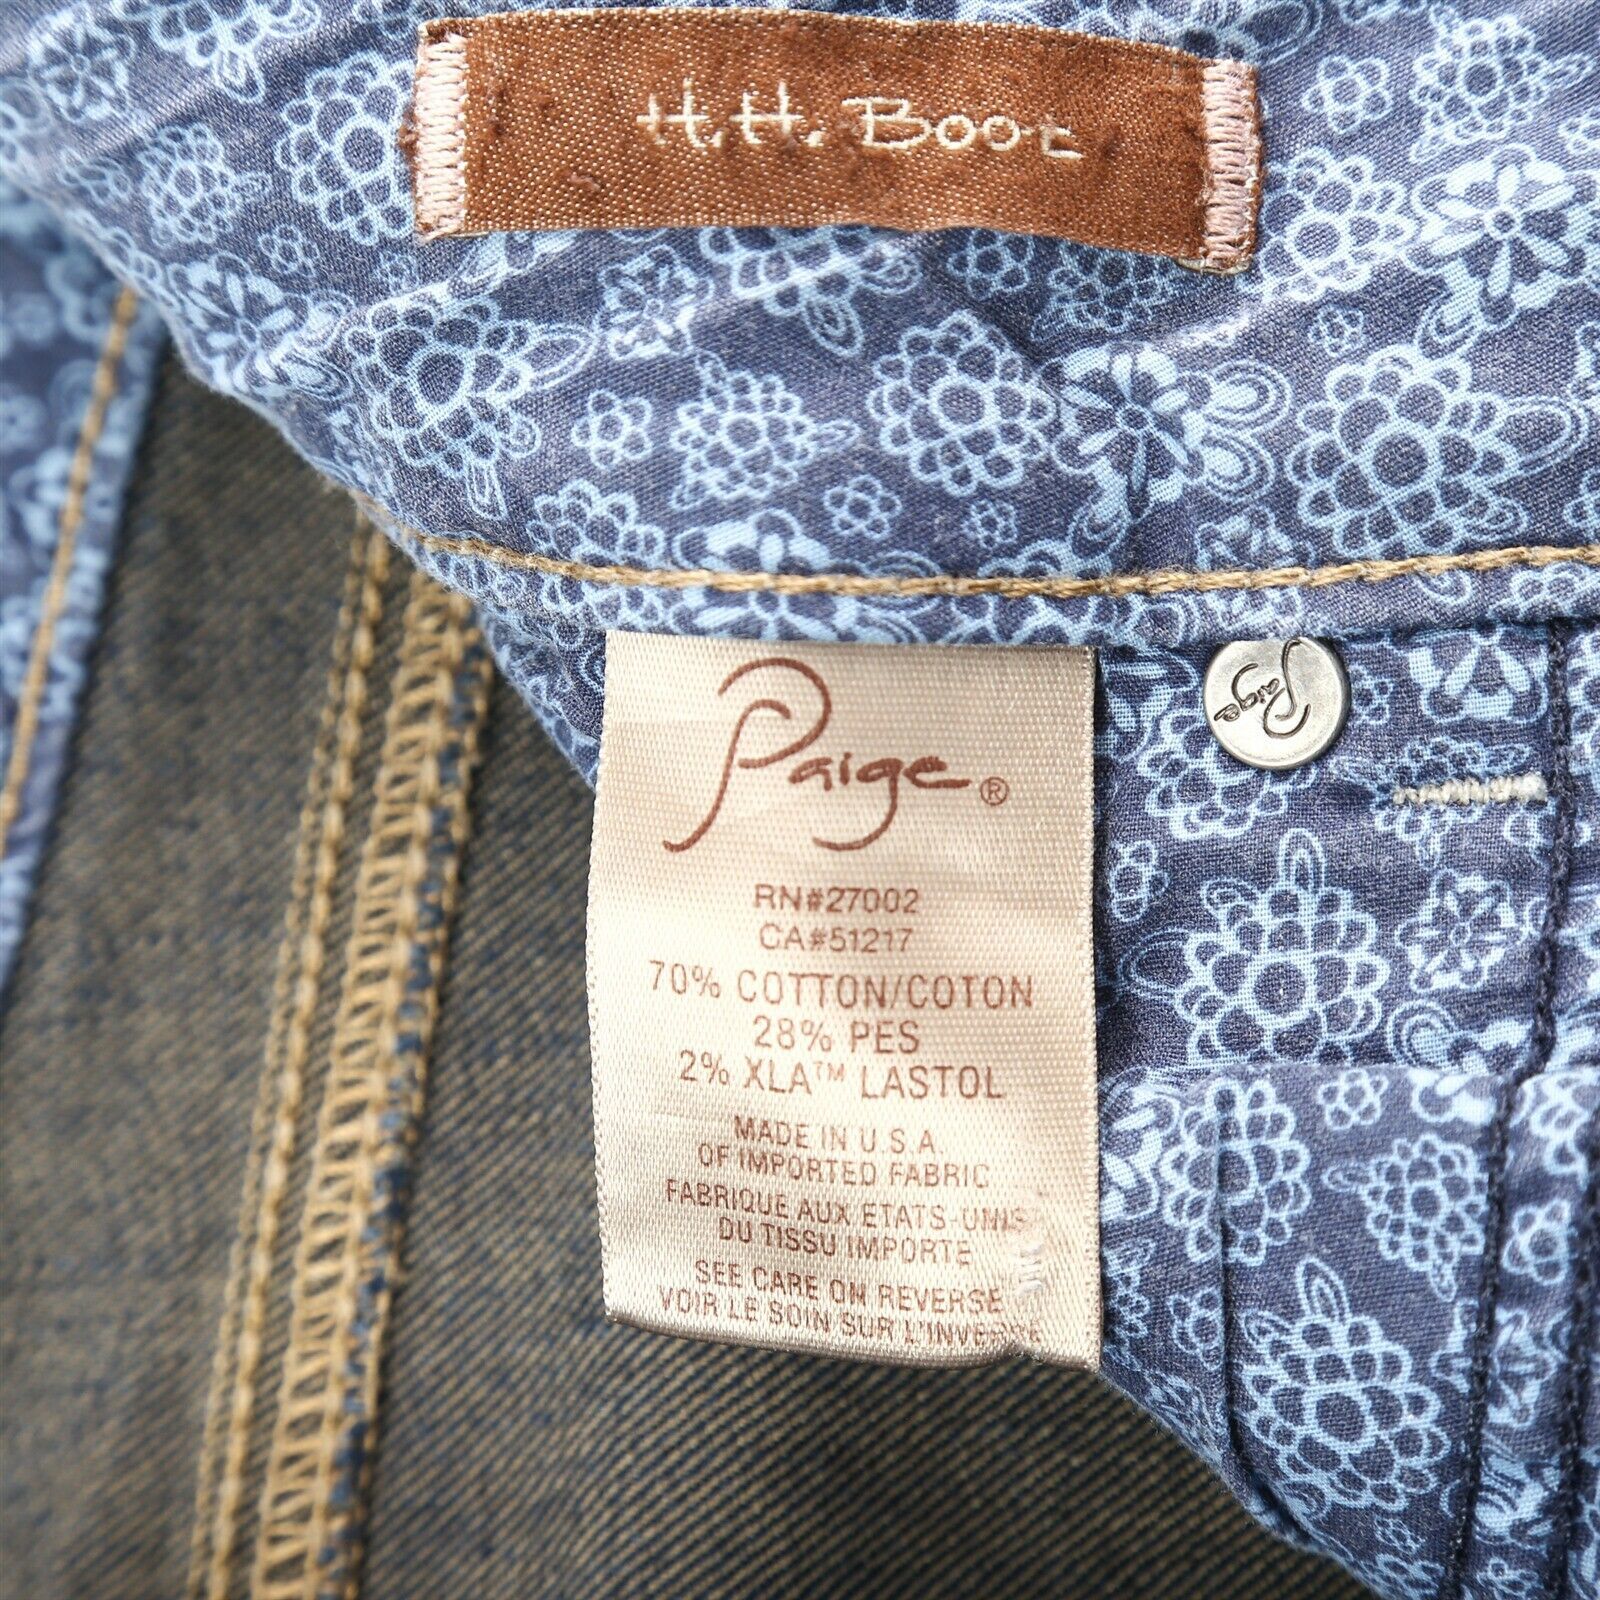 H.H. Boot
Paige®
Paige
RN#27002
CA#51217
70% COTTON/COTON
28% PES
2% XLA™ LASTOL
MADE IN U.S.A.
OF IMPORTED FABRIC
FABRIQUE AUX ETATS-UNIS
DU TISSU IMPORTE
SEE CARE ON REVERSE
VOIR LE SOIN SUR L'INVERSE